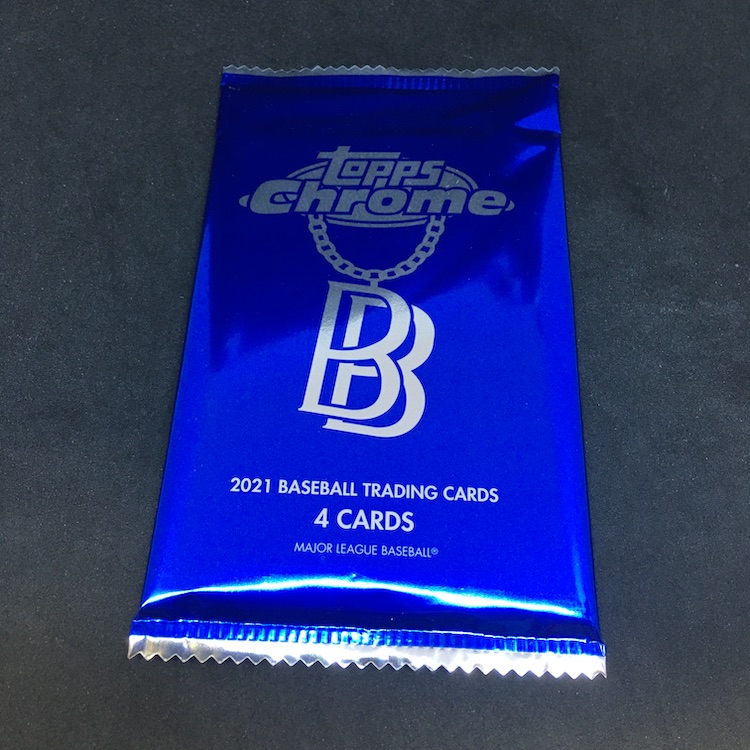 topps
Chrome
BB
2021 BASEBALL TRADING CARDS
4 CARDS
MAJOR LEAGUE BASEBALL®